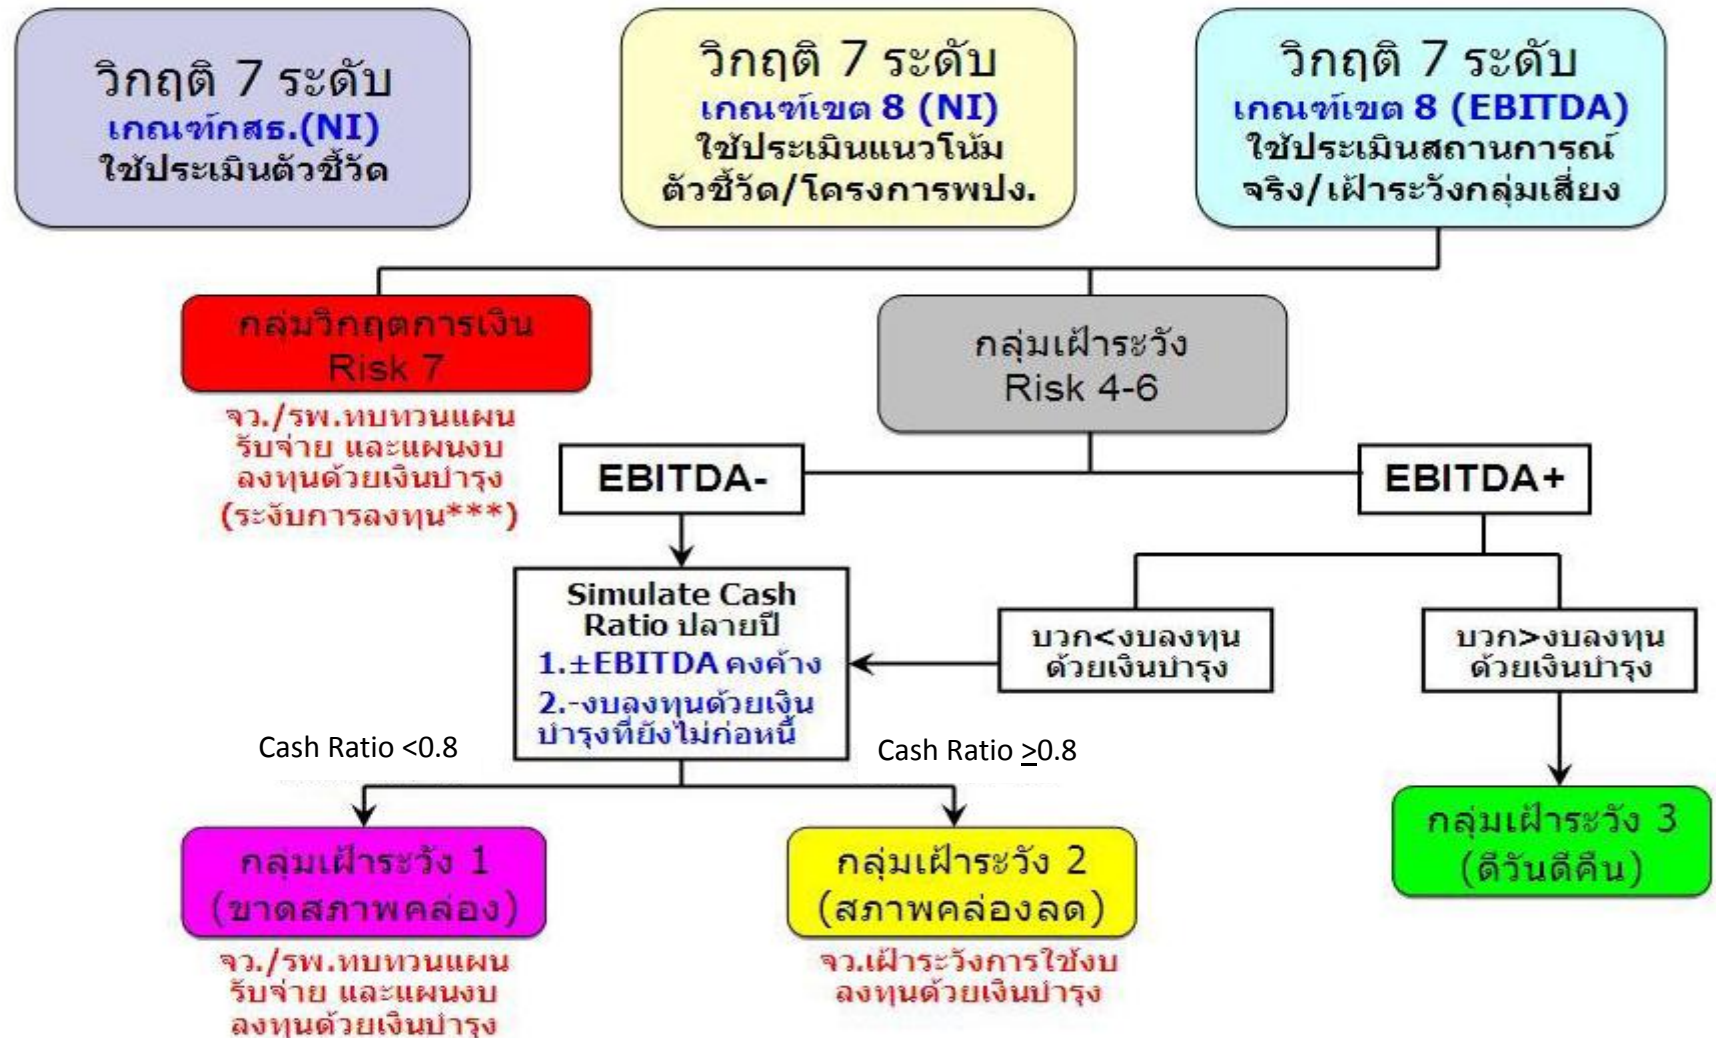 วิกฤติ 7 ระดับ
เกณฑ์กสธ.(NI)
ใช้ประเมินตัวชี้วัด
วิกฤติ 7 ระดับ
เกณฑ์เขต 8 (NI)
ใช้ประเมินแนวโน้ม
ตัวชี้วัด/โครงการพปง.
วิกฤติ 7 ระดับ
เกณฑ์เขต 8 (EBITDA)
ใช้ประเมินสถานการณ์
จริง/เฝ้าระวังกลุ่มเสี่ยง
กลุ่มวิกฤตการเงิน
Risk 7
กลุ่มเฝ้าระวัง
Risk 4-6
จว./รพ.ทบทวนแผน
รับจ่าย และแผนงบ
ลงทุนด้วยเงินบำรุง
(ระงับการลงทุน***)
EBITDA-
EBITDA+
Simulate Cash
Ratio ปลายปี
1.±EBITDA คงค้าง
2.-งบลงทุนด้วยเงิน
บำรุงที่ยังไม่ก่อหนี้
บวก<งบลงทุน
ด้วยเงินบำรุง
บวก>งบลงทุน
ด้วยเงินบำรุง
Cash Ratio <0.8
Cash Ratio ≥0.8
กลุ่มเฝ้าระวัง 1
(ขาดสภาพคล่อง)
กลุ่มเฝ้าระวัง 2
(สภาพคล่องลด)
กลุ่มเฝ้าระวัง 3
(ดีวันดีคืน)
จว./รพ.ทบทวนแผน
รับจ่าย และแผนงบ
ลงทุนด้วยเงินบำรุง
จว.เฝ้าระวังการใช้งบ
ลงทุนด้วยเงินบำรุง